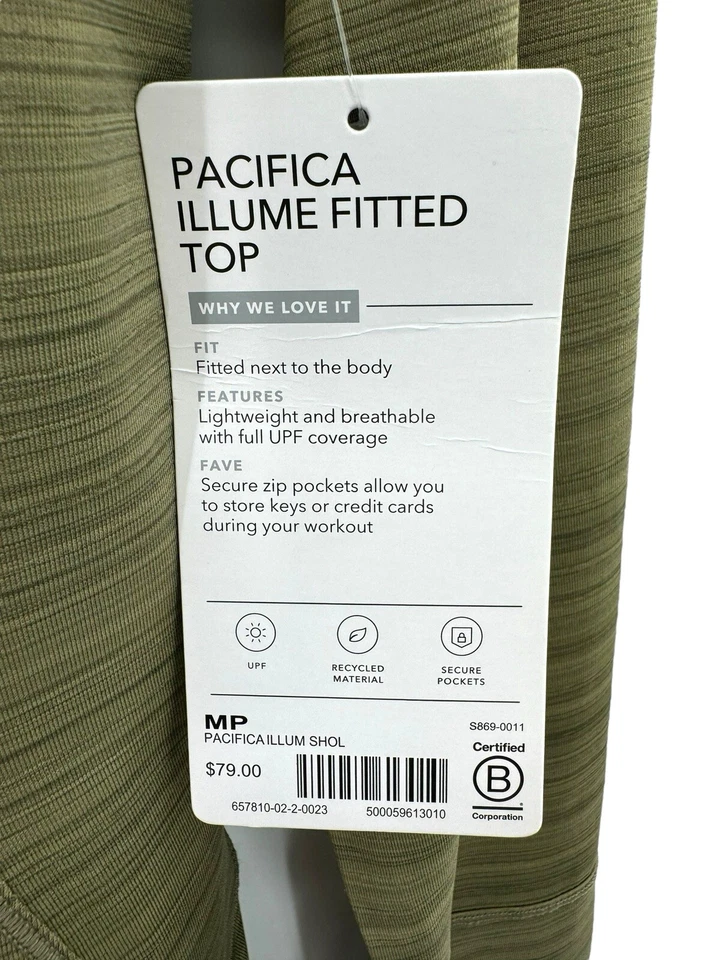 PACIFICA
ILLUME FITTED
TOP
WHY WE LOVE IT
FIT
Fitted next to the body
FEATURES
Lightweight and breathable
with full UPF coverage
FAVE
Secure zip pockets allow you
to store keys or credit cards
during your workout
UPF
RECYCLED
MATERIAL
SECURE
POCKETS
MP
PACIFICA ILLUM SHOL
S869-0011
$79.00
657810-02-2-0023
500059613010
Certified
B
Corporation